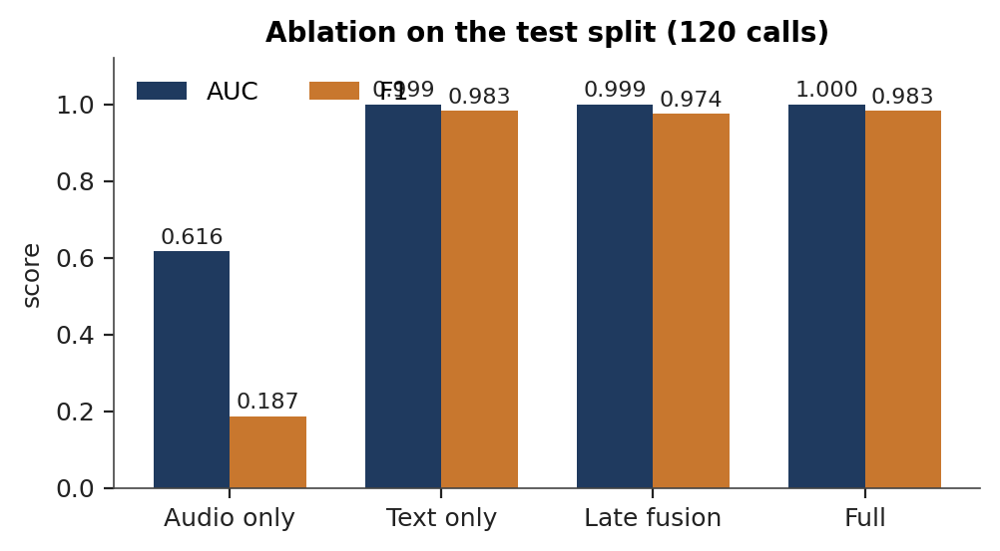 Ablation on the test split (120 calls)
AUC F1
0.999 0.983 0.999 0.974 1.000 0.983
0.616
0.187
score
1.0
0.8
0.6
0.4
0.2
0.0
Audio only Text only Late fusion Full